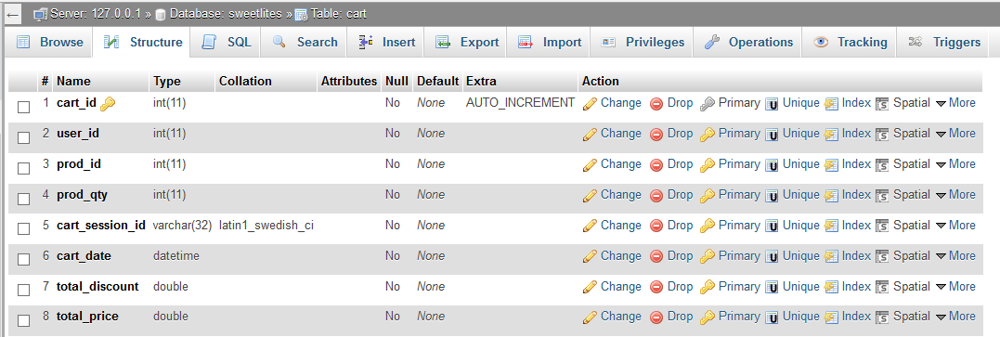 Server: 127.0.0.1 » Database: sweetlites » Table: cart
Browse Structure SQL Search Insert Export Import Privileges Operations Tracking Triggers
# Name Type Collation Attributes Null Default Extra Action
1 cart_id int(11) No None AUTO_INCREMENT Change Drop Primary Unique Index Spatial More
2 user_id int(11) No None Change Drop Primary Unique Index Spatial More
3 prod_id int(11) No None Change Drop Primary Unique Index Spatial More
4 prod_qty int(11) No None Change Drop Primary Unique Index Spatial More
5 cart_session_id varchar(32) latin1_swedish_ci No None Change Drop Primary Unique Index Spatial More
6 cart_date datetime No None Change Drop Primary Unique Index Spatial More
7 total_discount double No None Change Drop Primary Unique Index Spatial More
8 total_price double No None Change Drop Primary Unique Index Spatial More